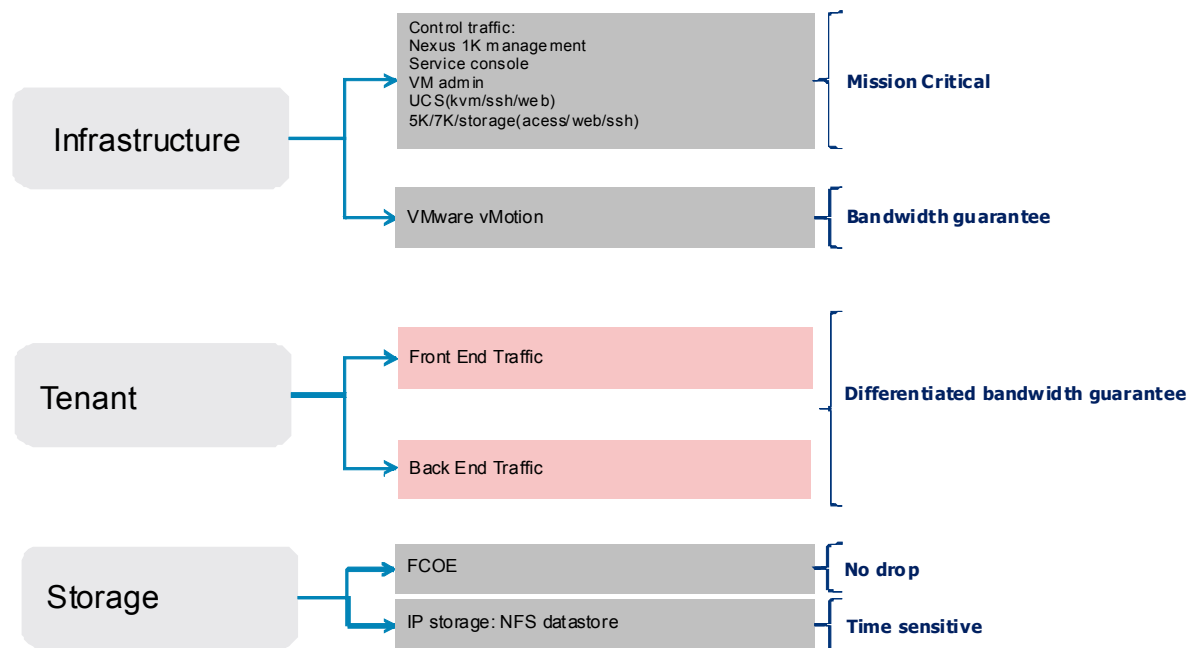 Infrastructure
Control traffic:
Nexus 1K management
Service console
VM admin
UCS(kvm/ssh/web)
5K/7K/storage(acess/web/ssh)
Mission Critical
VMware vMotion
Bandwidth guarantee
Tenant
Front End Traffic
Back End Traffic
Differentiated bandwidth guarantee
Storage
FCOE
No drop
IP storage: NFS datastore
Time sensitive